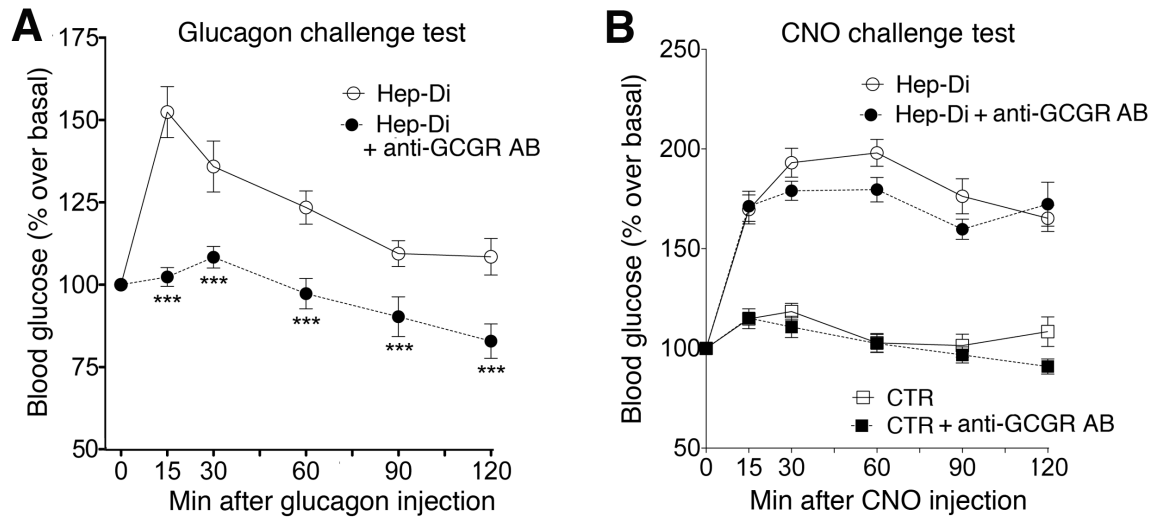 A
Glucagon challenge test
Blood glucose (% over basal)
175
150
125
100
75
50
Hep-Di
Hep-Di
+ anti-GCGR AB
***
***
***
***
***
0 15 30 60 90 120
Min after glucagon injection
B
CNO challenge test
Blood glucose (% over basal)
250
200
150
100
50
Hep-Di
Hep-Di + anti-GCGR AB
CTR
CTR + anti-GCGR AB
0 15 30 60 90 120
Min after CNO injection